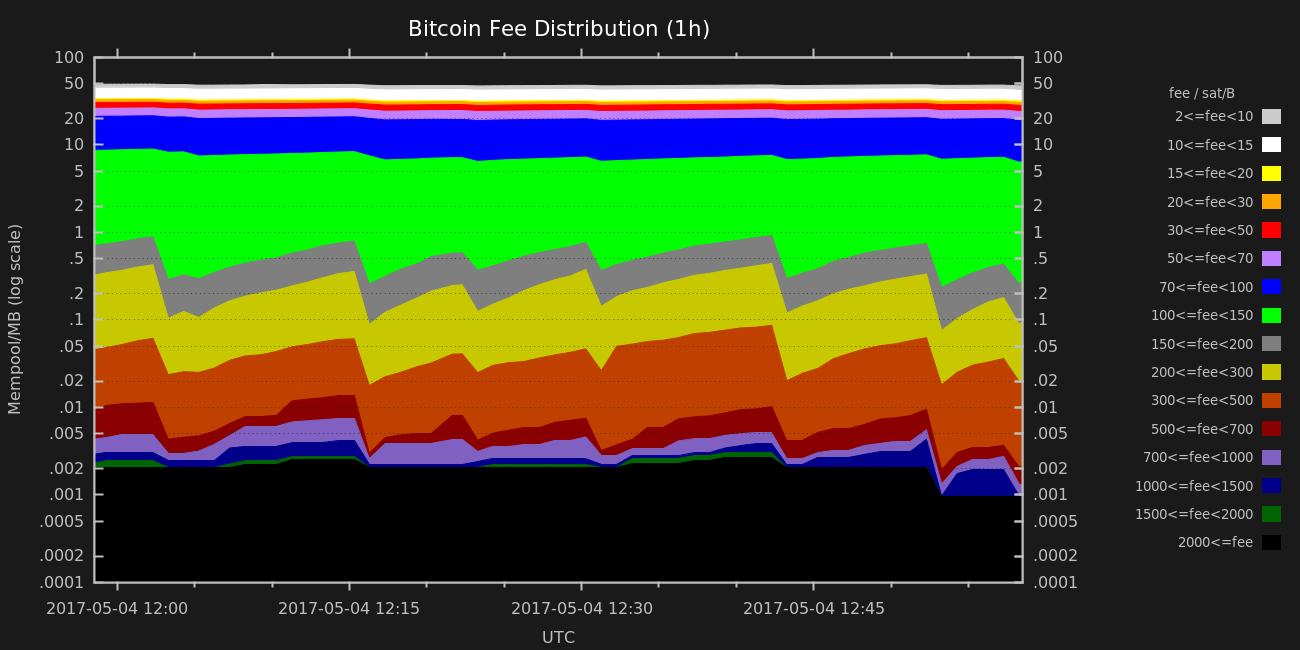 Bitcoin Fee Distribution (1h)
Mempool/MB (log scale)
100
50
20
10
5
2
1
.5
.2
.1
.05
.02
.01
.005
.002
.001
.0005
.0002
.0001
100
50
20
10
5
2
1
.5
.2
.1
.05
.02
.01
.005
.002
.001
.0005
.0002
.0001
2017-05-04 12:00
2017-05-04 12:15
2017-05-04 12:30
2017-05-04 12:45
UTC
fee / sat/B
2<=fee<10
10<=fee<15
15<=fee<20
20<=fee<30
30<=fee<50
50<=fee<70
70<=fee<100
100<=fee<150
150<=fee<200
200<=fee<300
300<=fee<500
500<=fee<700
700<=fee<1000
1000<=fee<1500
1500<=fee<2000
2000<=fee